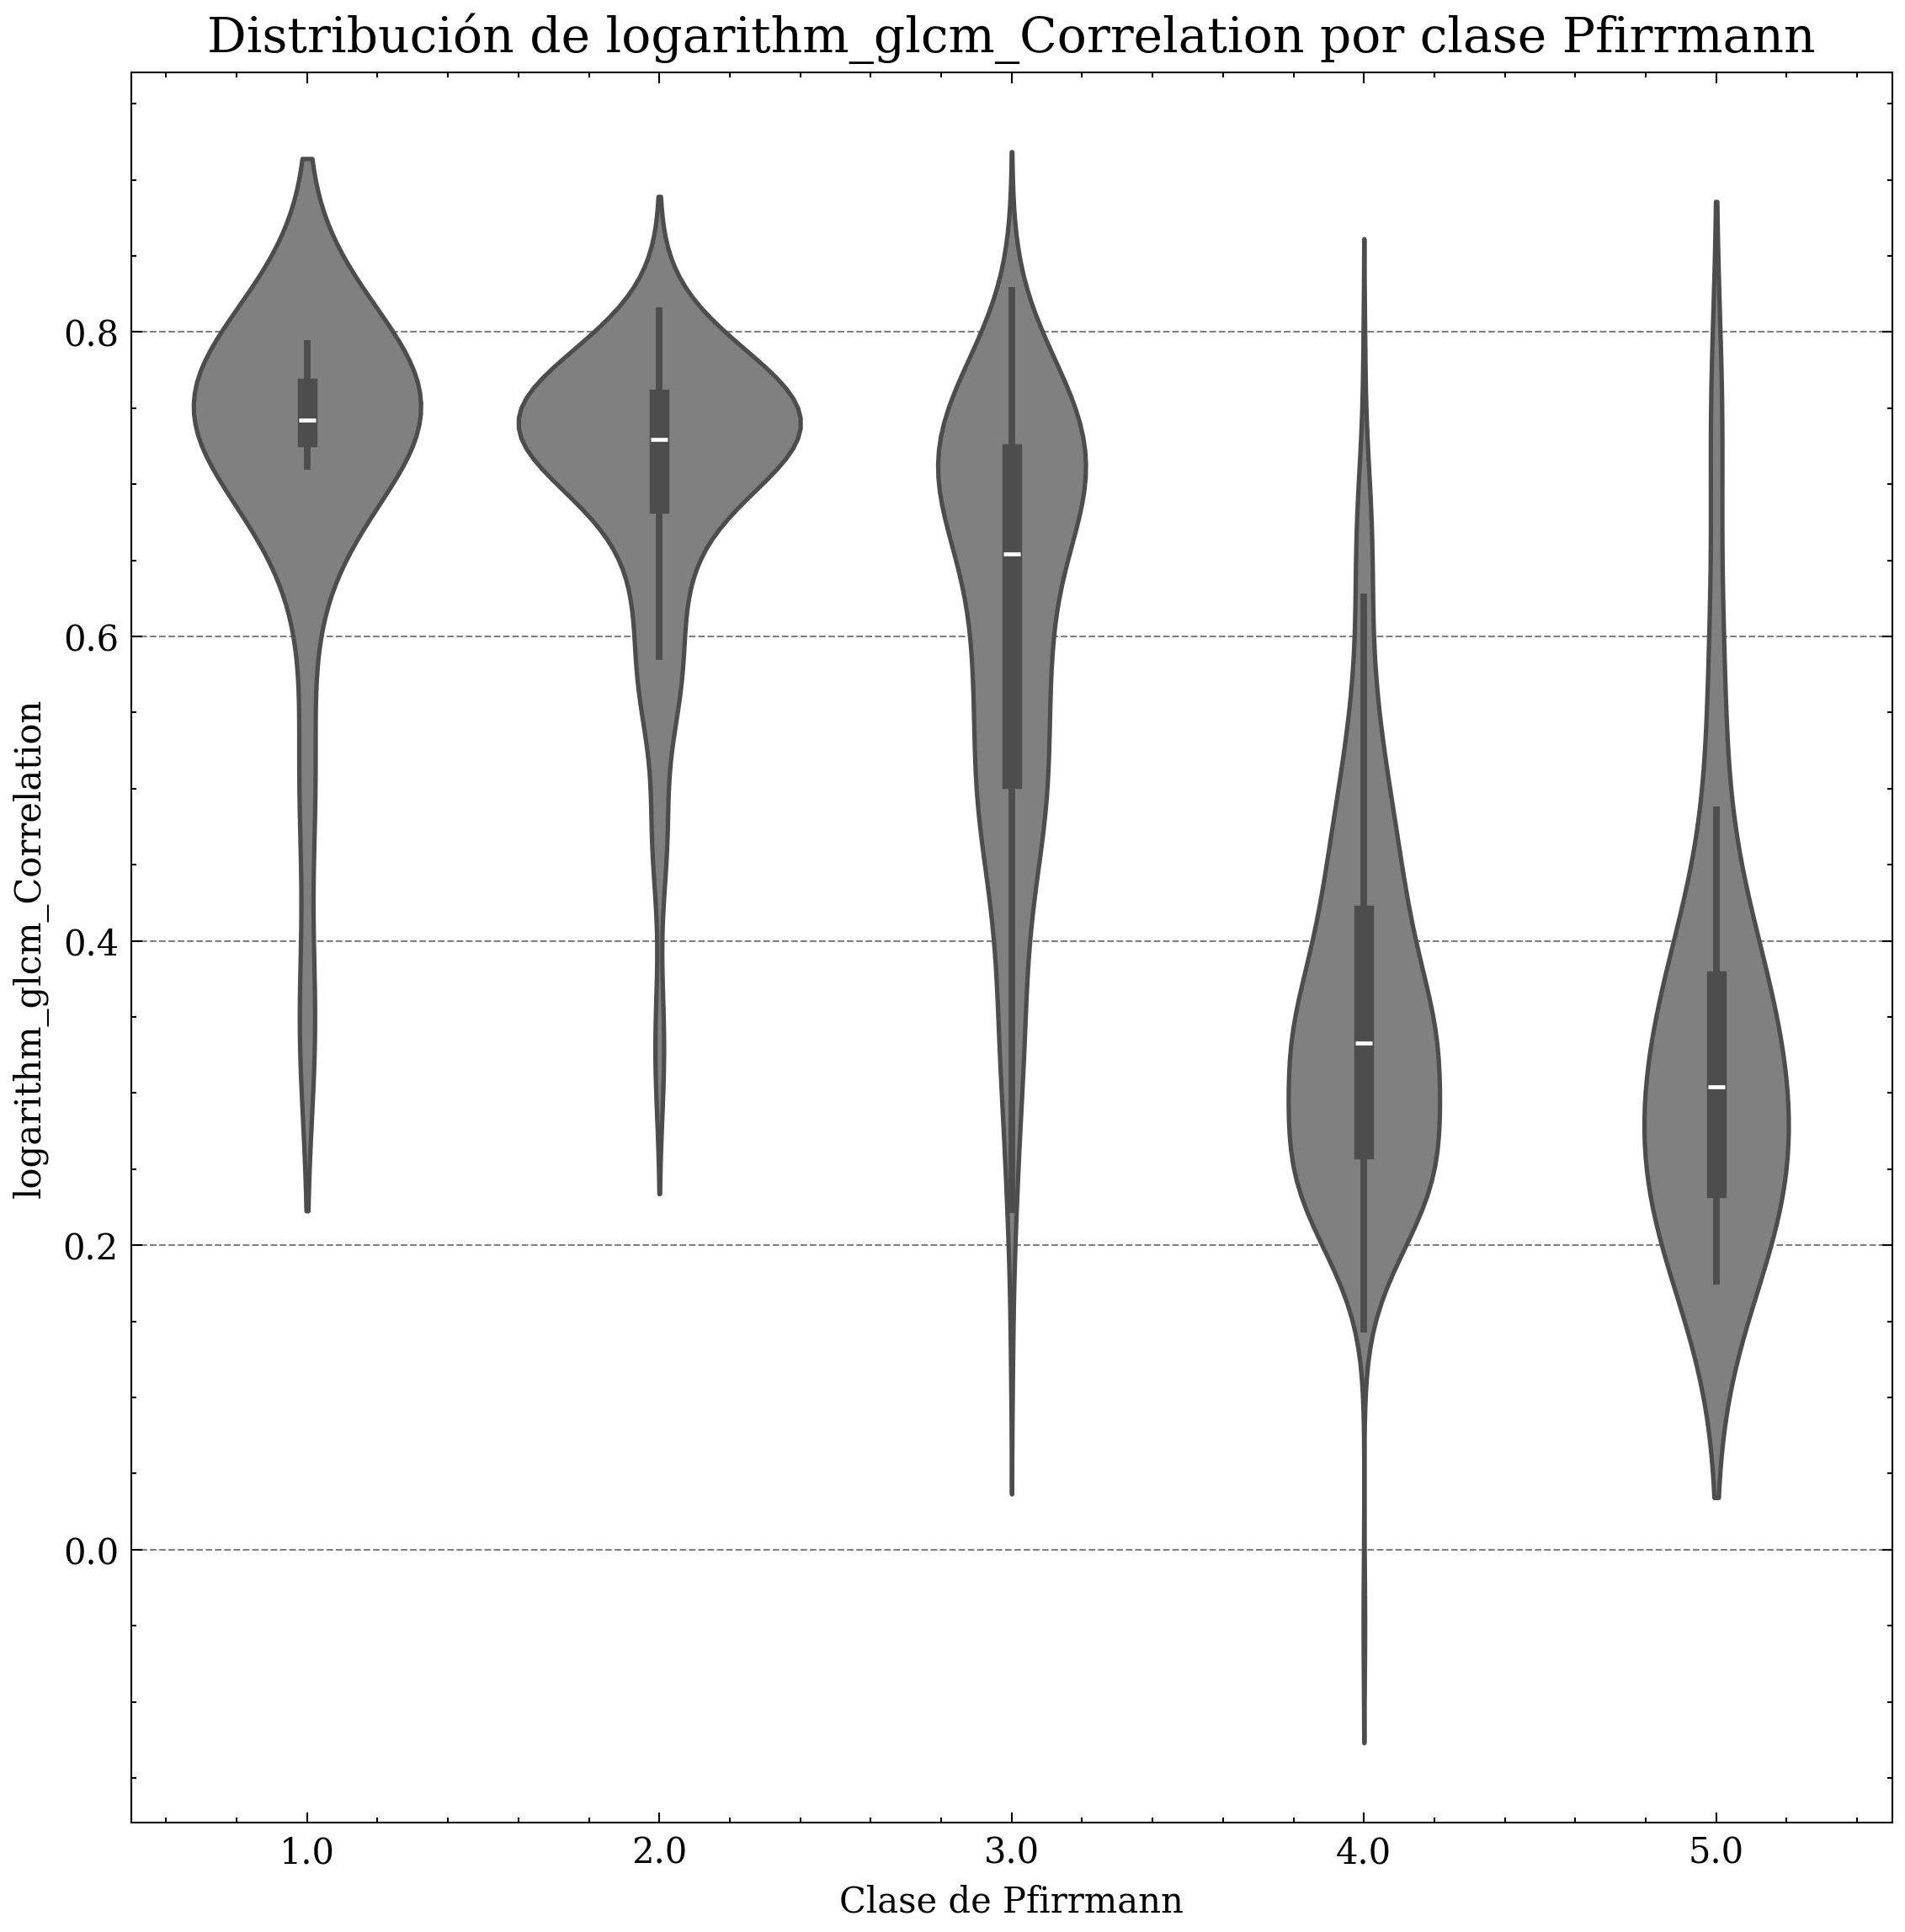 Distribución de logarithm_glcm_Correlation por clase Pfirrmann
logarithm_glcm_Correlation
0.8
0.6
0.4
0.2
0.0
1.0 2.0 3.0 4.0 5.0
Clase de Pfirrmann